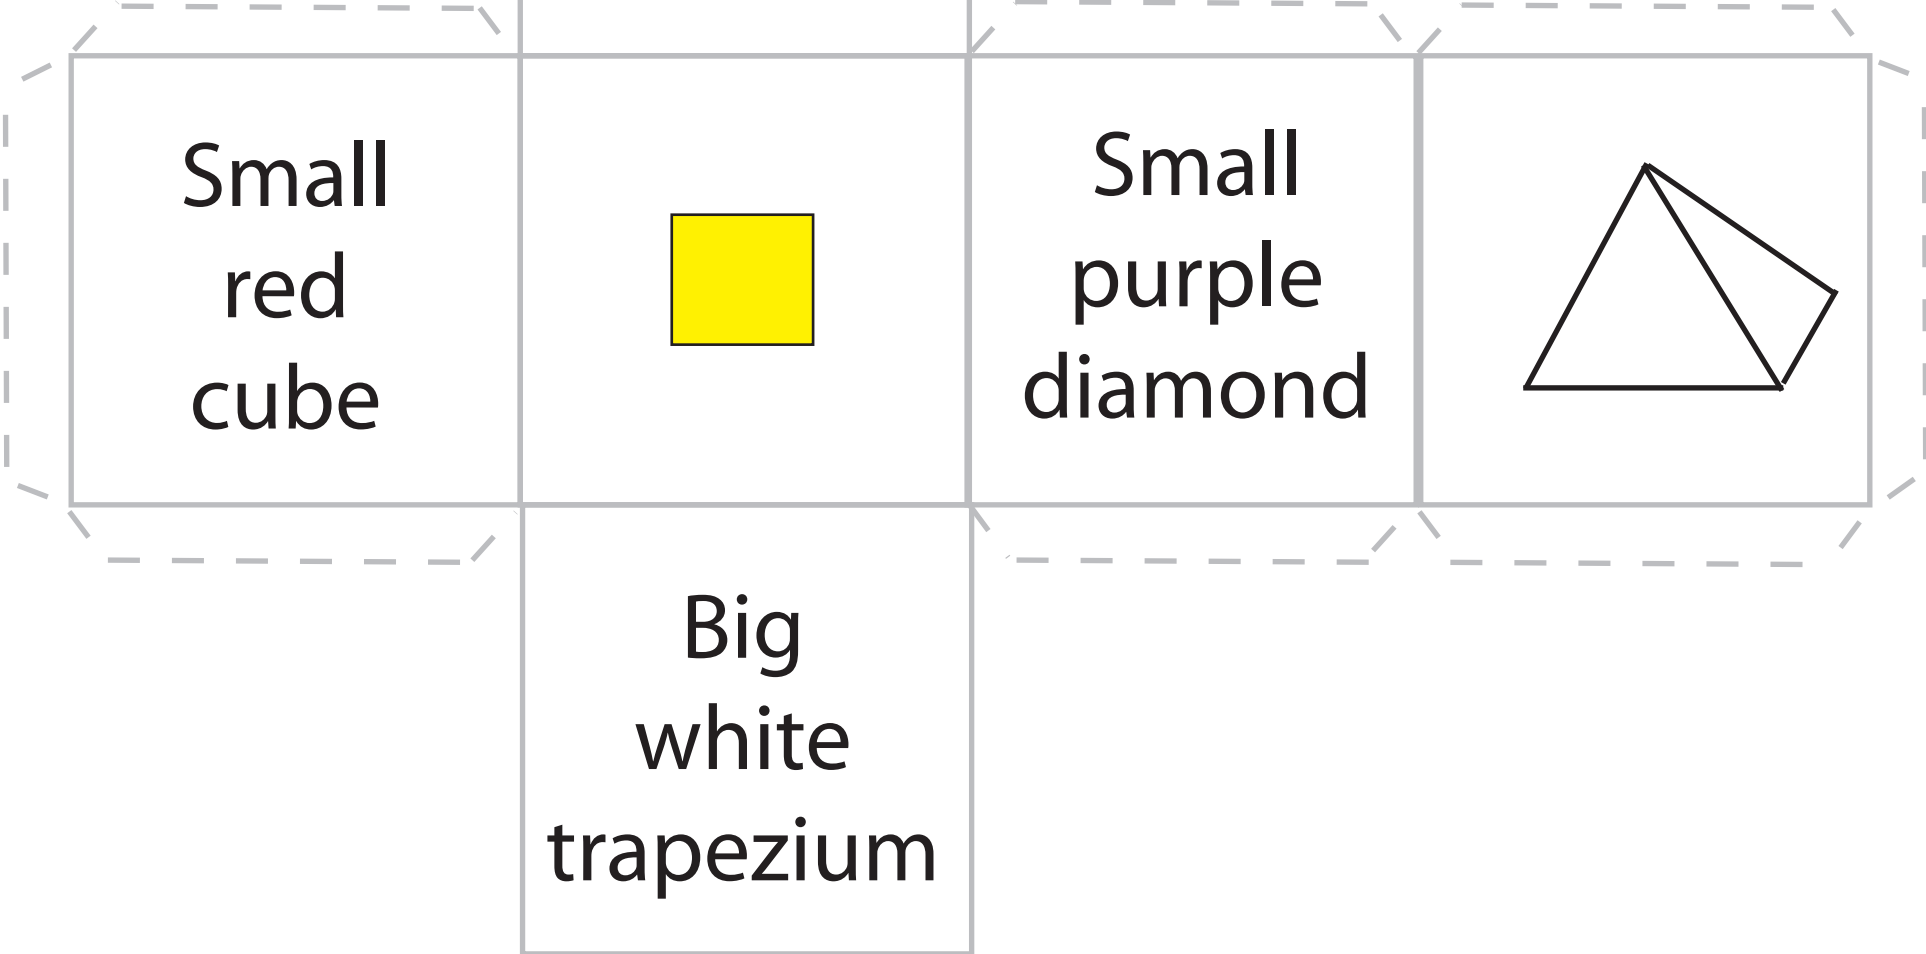 Small
red
cube
Small
purple
diamond
Big
white
trapezium